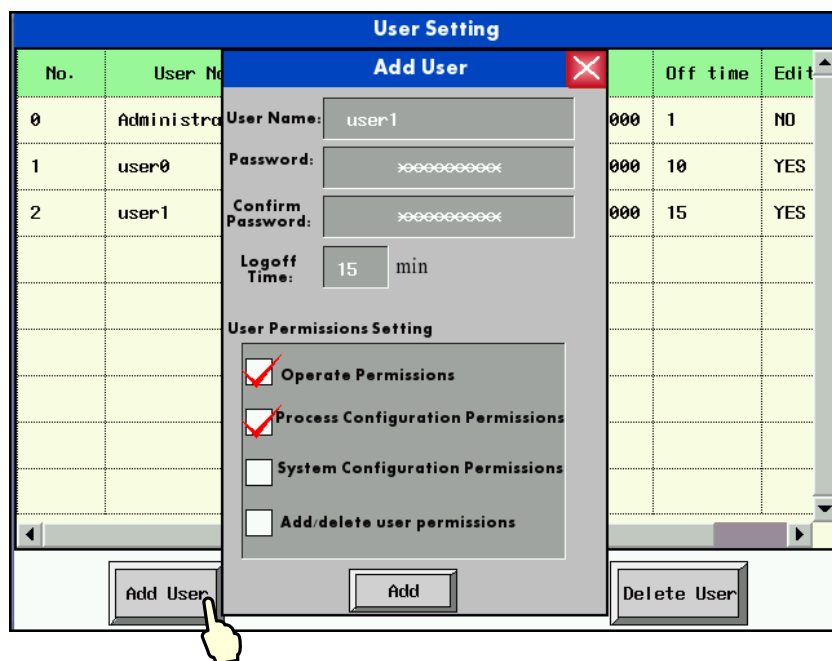 User Setting
No. User N Add User Off time Edit
0 Administra User Name: user1 000 1 NO
1 user0 Password: xxxxxxxxxx 000 10 YES
2 user1 Confirm Password: xxxxxxxxxx 000 15 YES
Logoff Time: 15 min
User Permissions Setting
Operate Permissions
Process Configuration Permissions
System Configuration Permissions
Add/delete user permissions
Add User Add Delete User